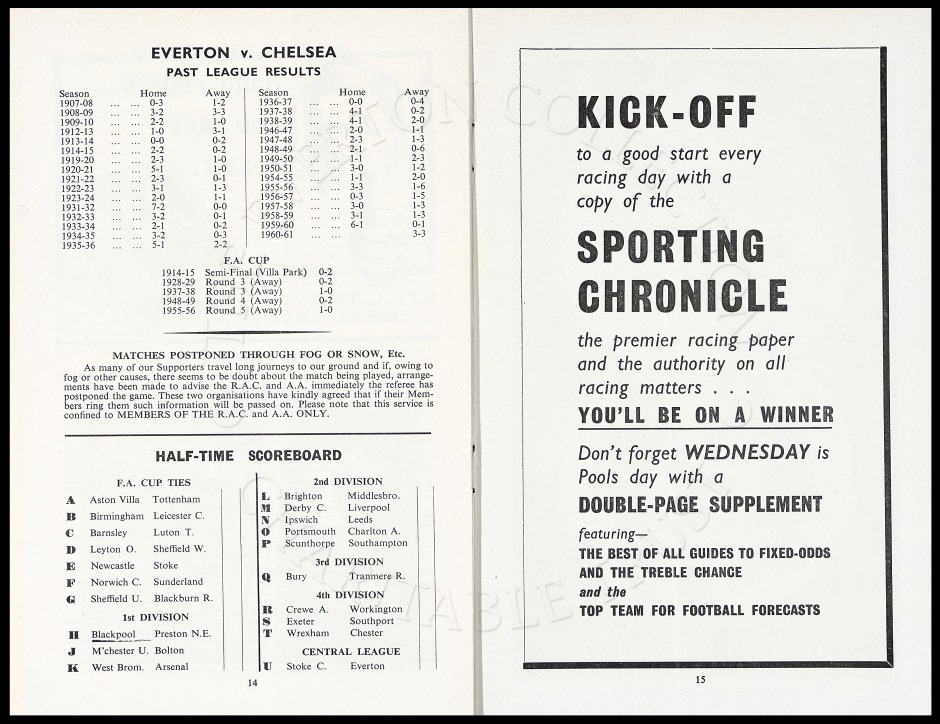 EVERTON v. CHELSEA
PAST LEAGUE RESULTS
Season Home Away
1907-08 ... ... 0-3 1-2
1908-09 ... ... 3-2 3-3
1909-10 ... ... 2-2 1-0
1912-13 ... ... 1-0 3-1
1913-14 ... ... 0-0 0-2
1914-15 ... ... 2-2 0-2
1919-20 ... ... 2-3 1-0
1920-21 ... ... 5-1 1-0
1921-22 ... ... 2-3 0-1
1922-23 ... ... 3-1 1-3
1923-24 ... ... 2-0 1-1
1931-32 ... ... 7-2 0-0
1932-33 ... ... 3-2 0-1
1933-34 ... ... 2-1 0-2
1934-35 ... ... 3-2 0-3
1935-36 ... ... 5-1 2-2
Season Home Away
1936-37 ... ... 0-0 0-4
1937-38 ... ... 4-1 0-2
1938-39 ... ... 4-1 2-0
1946-47 ... ... 2-0 1-1
1947-48 ... ... 2-3 1-3
1948-49 ... ... 2-1 0-6
1949-50 ... ... 1-1 2-3
1950-51 ... ... 3-0 1-2
1954-55 ... ... 1-1 2-0
1955-56 ... ... 3-3 1-6
1956-57 ... ... 0-3 1-5
1957-58 ... ... 3-0 1-3
1958-59 ... ... 3-1 1-3
1959-60 ... ... 6-1 0-1
1960-61 ... ... 3-3
F.A. CUP
1914-15 Semi-Final (Villa Park) 0-2
1928-29 Round 3 (Away) 0-2
1937-38 Round 3 (Away) 1-0
1948-49 Round 4 (Away) 0-2
1955-56 Round 5 (Away) 1-0
MATCHES POSTPONED THROUGH FOG OR SNOW, Etc.
As many of our Supporters travel long journeys to our ground and if, owing to
fog or other causes, there seems to be doubt about the match being played, arrange-
ments have been made to advise the R.A.C. and A.A. immediately the referee has
postponed the game. These two organisations have kindly agreed that if their Mem-
bers ring them such information will be passed on. Please note that this service is
confined to MEMBERS OF THE R.A.C. and A.A. ONLY.
HALF-TIME SCOREBOARD
F.A. CUP TIES
A Aston Villa Tottenham
B Birmingham Leicester C.
C Barnsley Luton T.
D Leyton O. Sheffield W.
E Newcastle Stoke
F Norwich C. Sunderland
G Sheffield U. Blackburn R.
1st DIVISION
H Blackpool Preston N.E.
J M'chester U. Bolton
K West Brom. Arsenal
2nd DIVISION
L Brighton Middlesbro.
M Derby C. Liverpool
N Ipswich Leeds
O Portsmouth Charlton A.
P Scunthorpe Southampton
3rd DIVISION
Q Bury Tranmere R.
4th DIVISION
R Crewe A. Workington
S Exeter Southport
T Wrexham Chester
CENTRAL LEAGUE
U Stoke C. Everton
14
KICK-OFF
to a good start every
racing day with a
copy of the
SPORTING
CHRONICLE
the premier racing paper
and the authority on all
racing matters . . .
YOU'LL BE ON A WINNER
Don't forget WEDNESDAY is
Pools day with a
DOUBLE-PAGE SUPPLEMENT
featuring—
THE BEST OF ALL GUIDES TO FIXED-ODDS
AND THE TREBLE CHANCE
and the
TOP TEAM FOR FOOTBALL FORECASTS
15